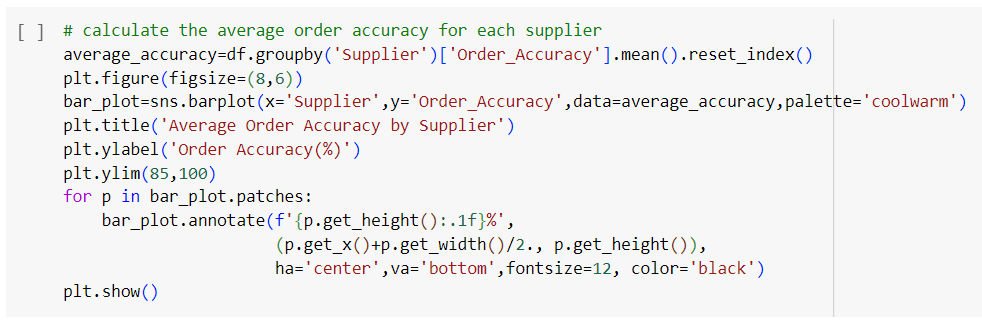 [ ] # calculate the average order accuracy for each supplier
average_accuracy=df.groupby('Supplier')['Order_Accuracy'].mean().reset_index()
plt.figure(figsize=(8,6))
bar_plot=sns.barplot(x='Supplier',y='Order_Accuracy',data=average_accuracy,palette='coolwarm')
plt.title('Average Order Accuracy by Supplier')
plt.ylabel('Order Accuracy(%)')
plt.ylim(85,100)
for p in bar_plot.patches:
    bar_plot.annotate(f'{p.get_height():.1f}%',
                      (p.get_x()+p.get_width()/2., p.get_height()),
                      ha='center',va='bottom',fontsize=12, color='black')
plt.show()